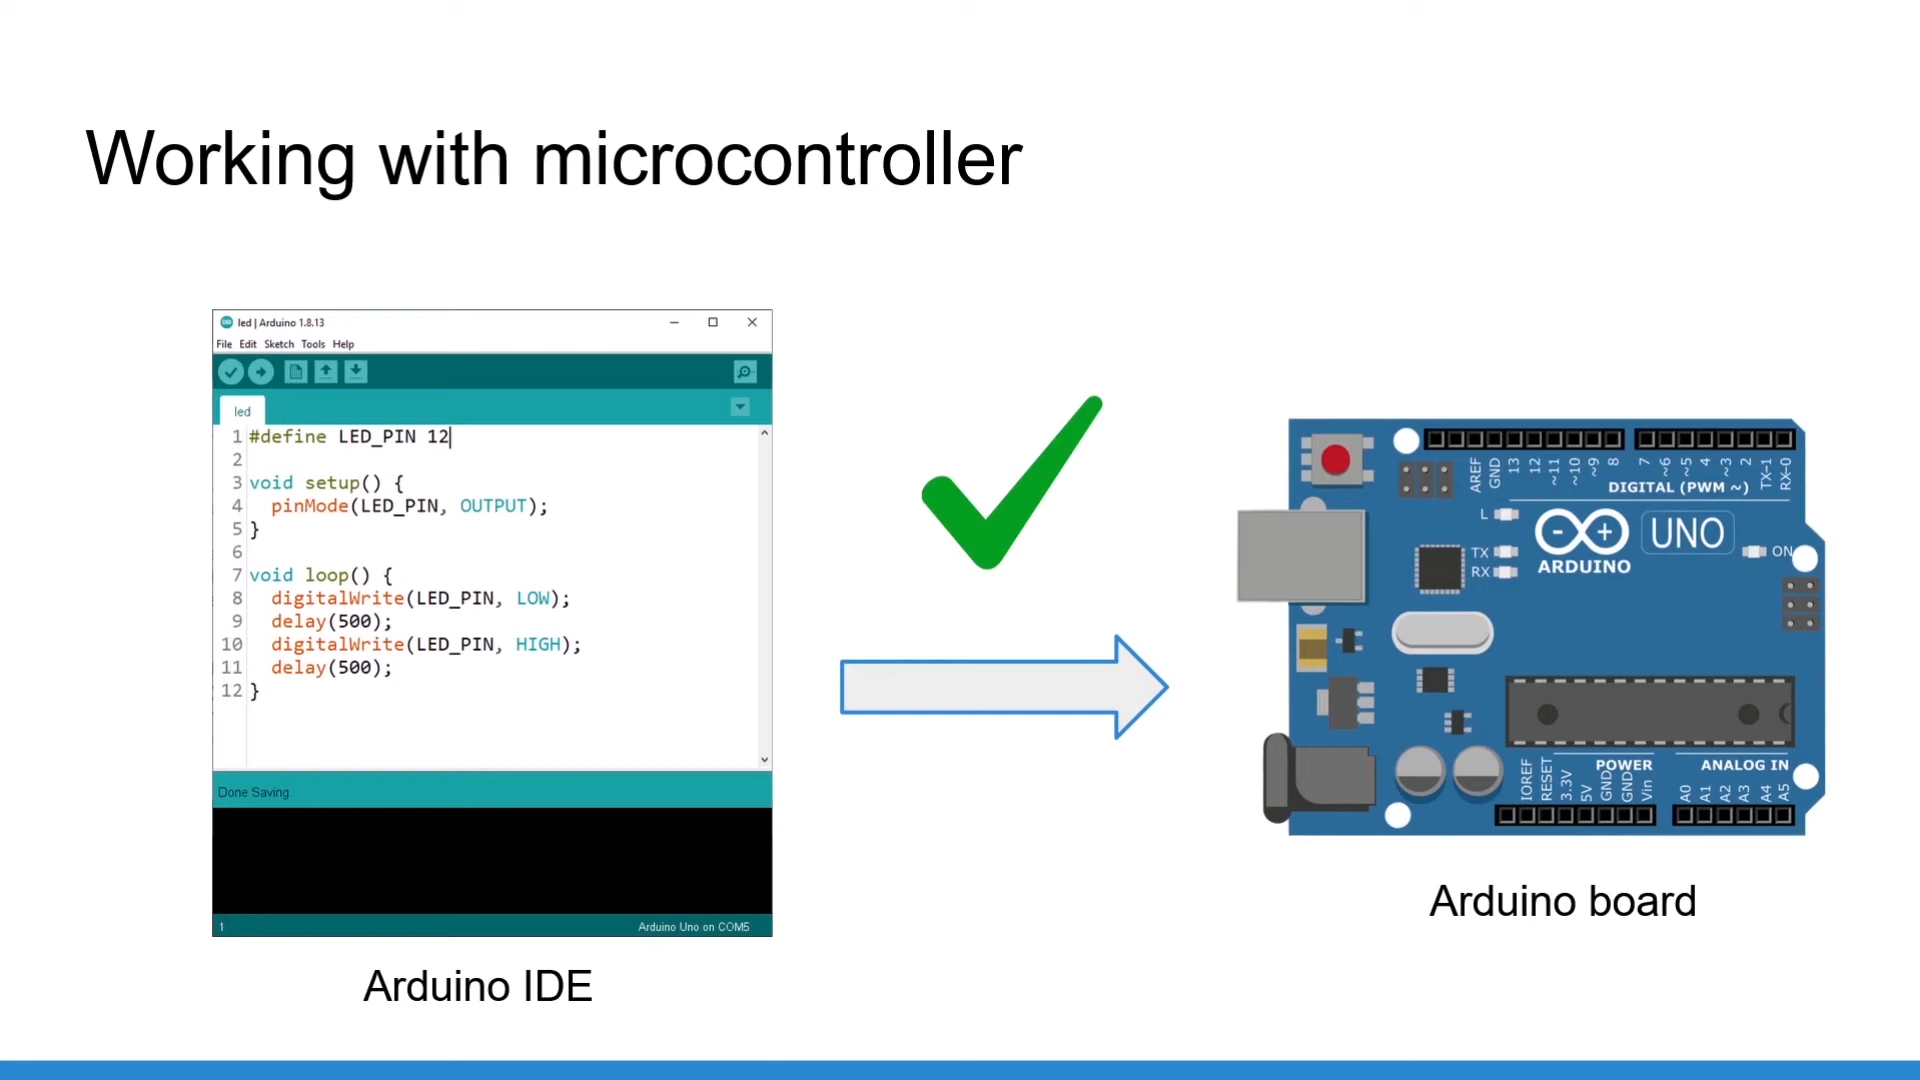 Working with microcontroller
led | Arduino 1.8.13
File Edit Sketch Tools Help
led
1 #define LED_PIN 12
2
3 void setup() {
4 pinMode(LED_PIN, OUTPUT);
5 }
6
7 void loop() {
8 digitalWrite(LED_PIN, LOW);
9 delay(500);
10 digitalWrite(LED_PIN, HIGH);
11 delay(500);
12 }
Done Saving.
1 Arduino Uno on COM5
Arduino IDE
AREF GND 13 12 ~11 ~10 ~9 8 7 ~6 ~5 4 ~3 2 TX-1 RX-0
DIGITAL (PWM ~)
L
TX
RX
UNO
ARDUINO
ON
POWER
ANALOG IN
IOREF RESET 3.3V 5V GND GND Vin A0 A1 A2 A3 A4 A5
Arduino board